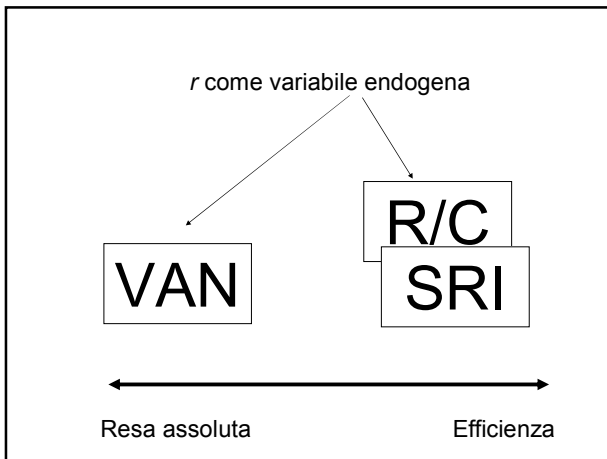 r come variabile endogena
R/C
VAN
SRI
Resa assoluta
Efficienza